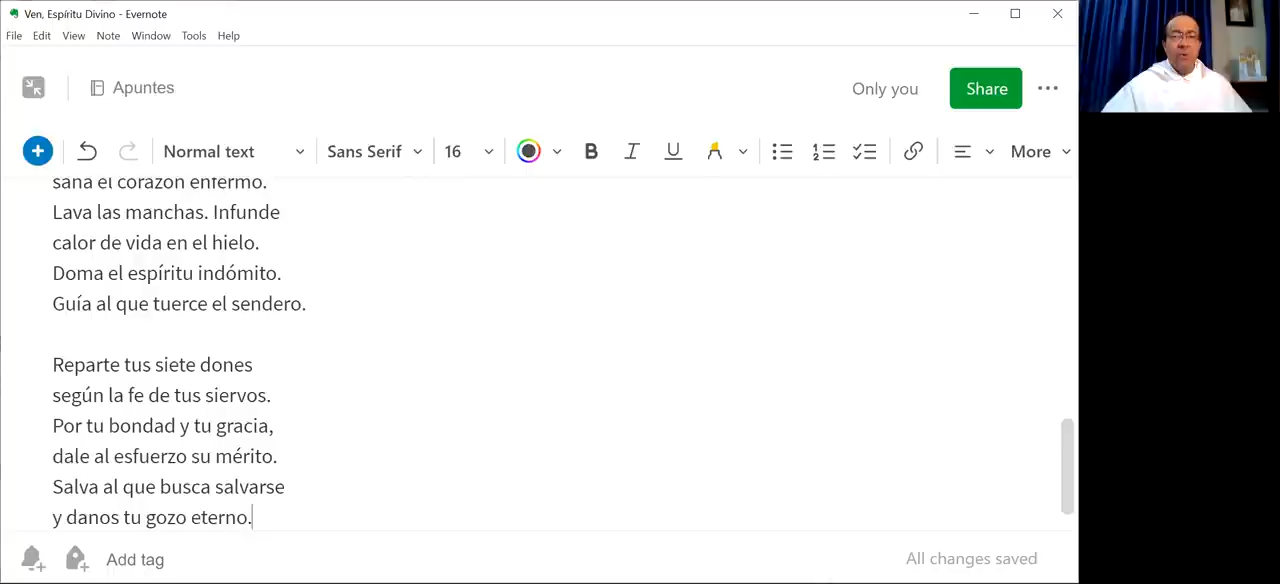 Ven, Espíritu Divino - Evernote
File Edit View Note Window Tools Help
Apuntes
Only you
Share
Normal text
Sans Serif
16
B I U A
More
sana el corazón enfermo.
Lava las manchas. Infunde
calor de vida en el hielo.
Doma el espíritu indómito.
Guía al que tuerce el sendero.
Reparte tus siete dones
según la fe de tus siervos.
Por tu bondad y tu gracia,
dale al esfuerzo su mérito.
Salva al que busca salvarse
y danos tu gozo eterno.
Add tag
All changes saved